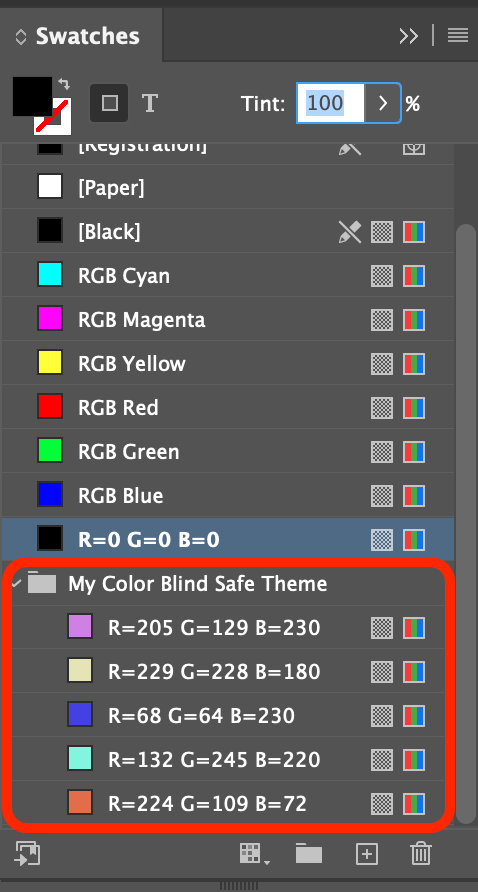 Swatches
T
Tint: 100 %
[Registration]
[Paper]
[Black]
RGB Cyan
RGB Magenta
RGB Yellow
RGB Red
RGB Green
RGB Blue
R=0 G=0 B=0
My Color Blind Safe Theme
R=205 G=129 B=230
R=229 G=228 B=180
R=68 G=64 B=230
R=132 G=245 B=220
R=224 G=109 B=72